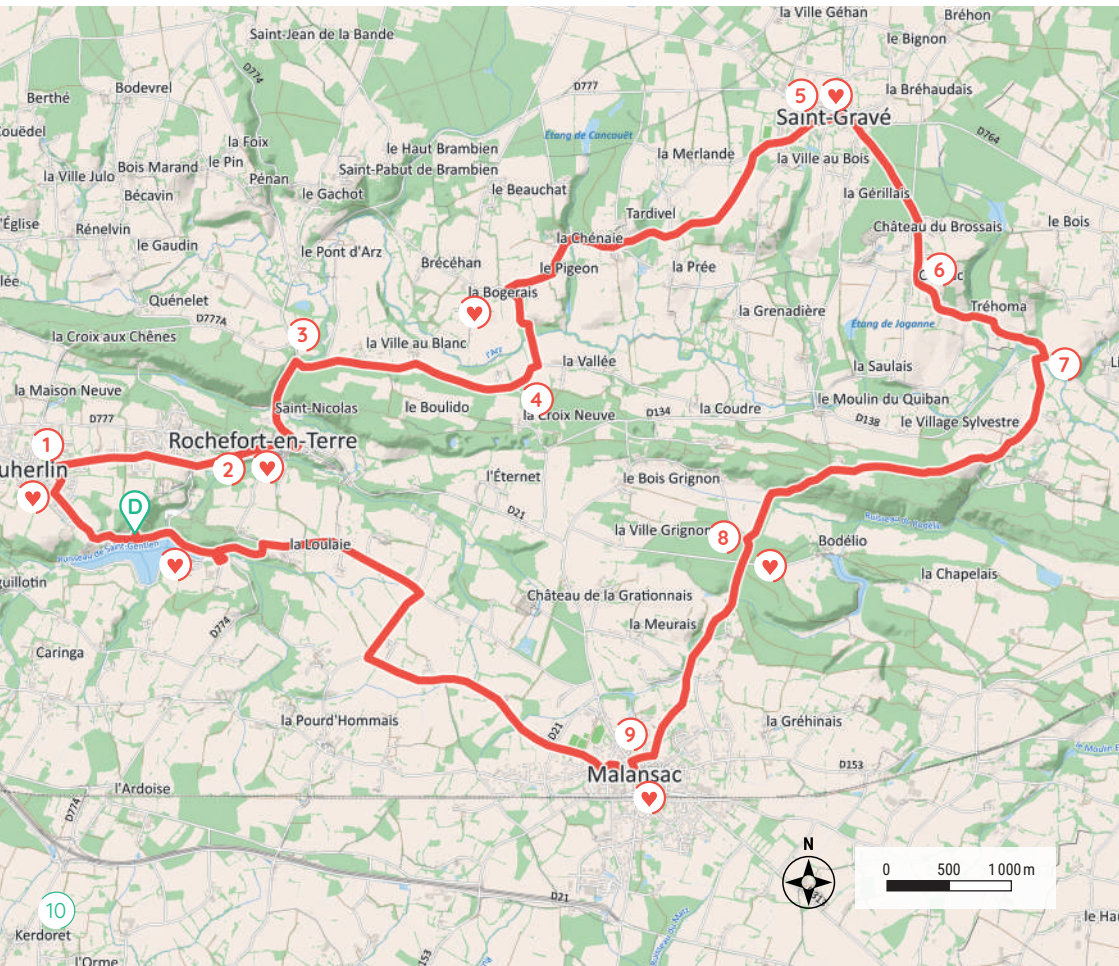 la Ville Géhan
Bréhon
Saint-Jean de la Bande
le Bignon
D774
Bodevrel
D777
la Bréhaudais
Berthé
5
Saint-Gravé
Couëdel
la Foix
Étang de Cancouët
D764
le Haut Brambien
la Merlande
la Ville au Bois
Bois Marand
le Pin
Saint-Pabut de Brambien
la Ville Julo
Pénan
le Beauchat
la Gérillais
Bécavin
le Gachot
Tardivel
Château du Brossais
le Bois
Rénelvin
la Chénaie
le Gaudin
le Pont d'Arz
Brécéhan
le Pigeon
la Prée
6
Quénelet
la Bogerais
Tréhoma
D777A
la Grenadière
Étang de Joganne
la Croix aux Chênes
3
la Ville au Blanc
l'Arz
la Vallée
la Saulais
7
la Maison Neuve
4
le Moulin du Quiban
Saint-Nicolas
le Boulido
la Croix Neuve
D134
la Coudre
D777
D138
le Village Sylvestre
1
Rochefort-en-Terre
2
l'Éternet
le Bois Grignon
D
D21
la Ville Grignon
8
Bodélio
Ruisseau de Saint-Gentien
la Loulaie
la Chapelais
Château de la Grationnais
D774
la Meurais
Caringa
la Pourd'Hommais
la Gréhinais
D21
9
Malansac
D153
l'Ardoise
D774
N
0 500 1 000 m
D21
10
Kerdoret
l'Orme